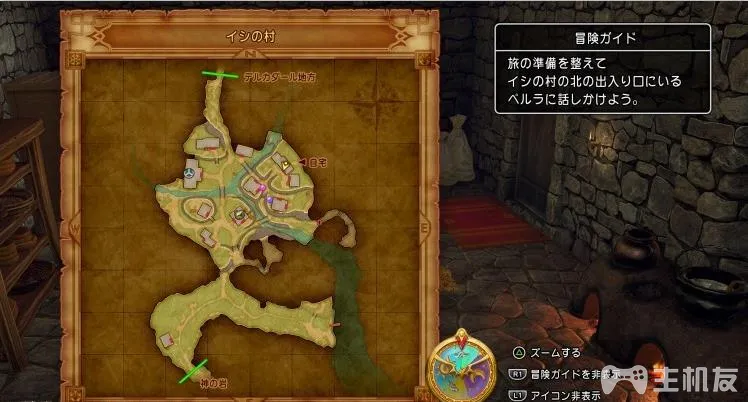 イシの村
N
デルカダール地方
自宅
W
E
神の岩
冒険ガイド
旅の準備を整えて
イシの村の北の出入り口にいる
ペルラに話しかけよう。
ズームする
R1 冒険ガイドを非表示
L1 アイコン非表示
主机友